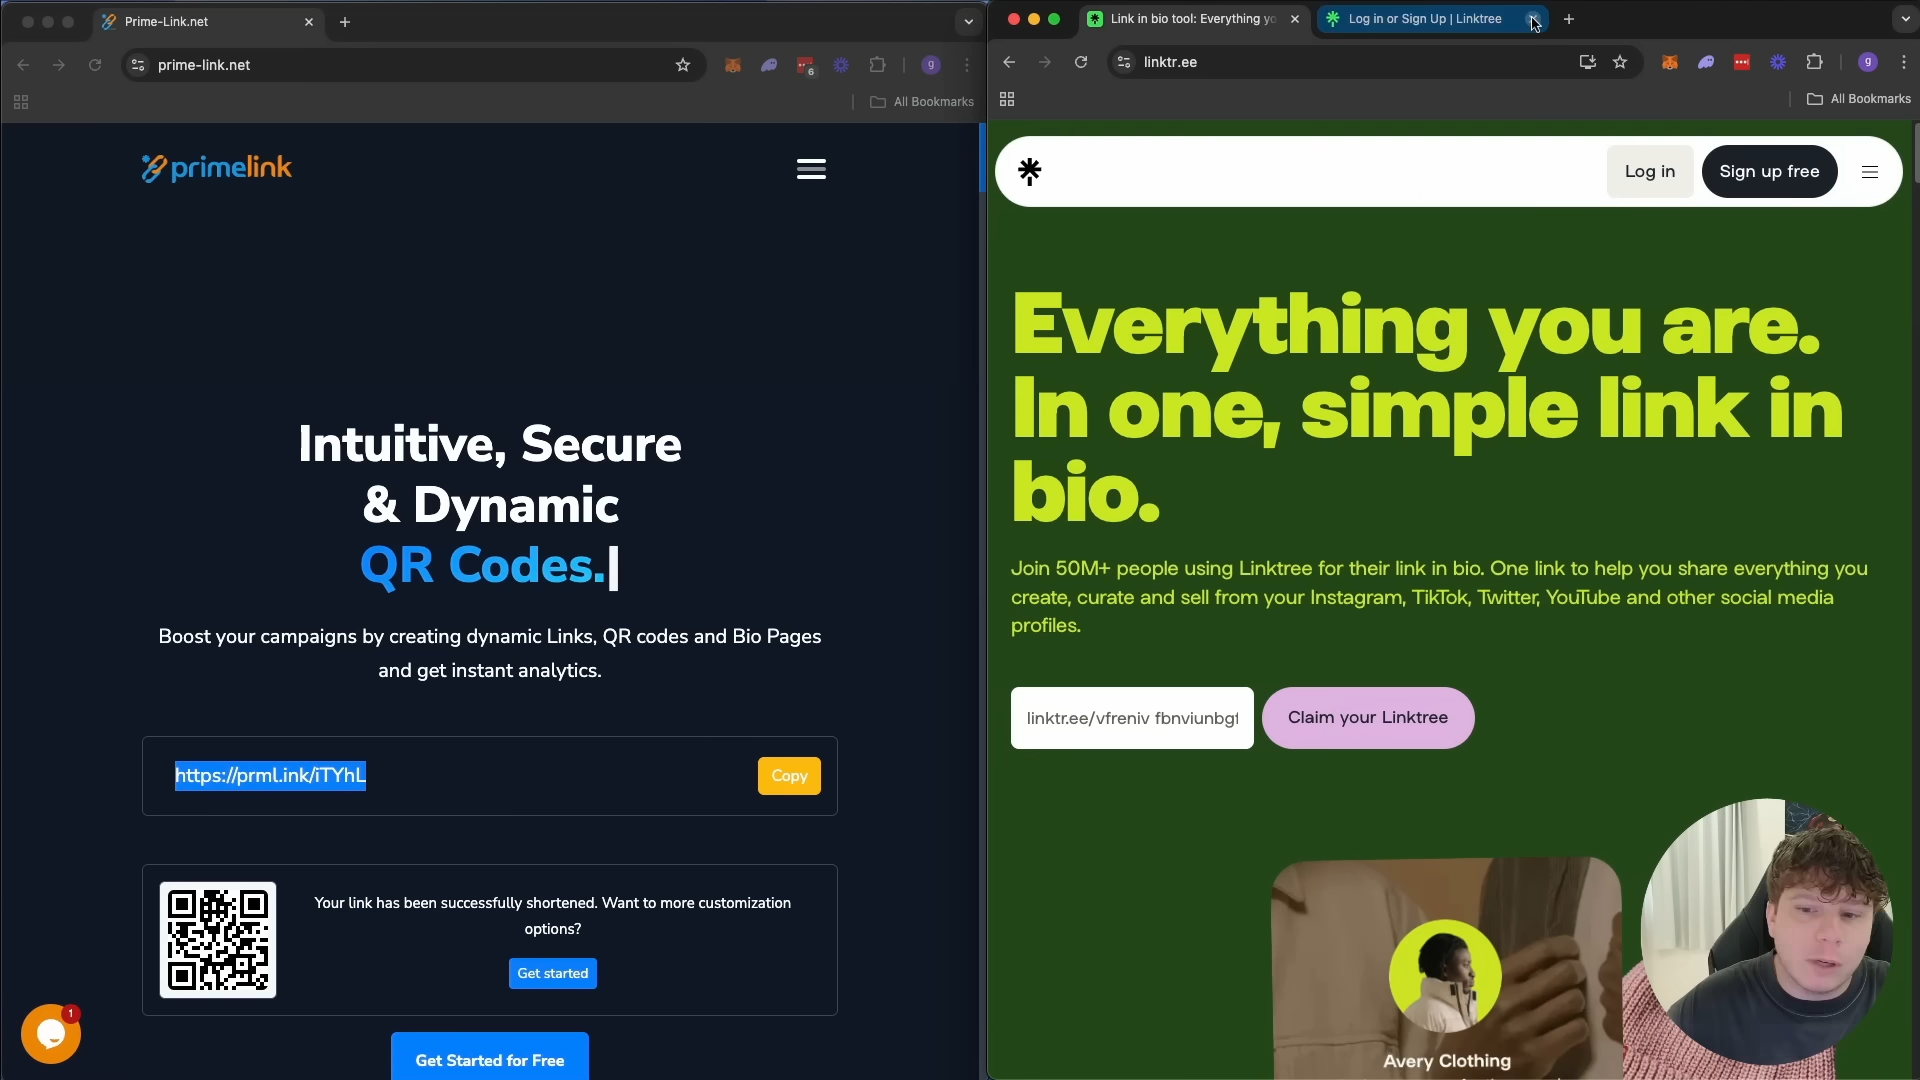 Prime-Link.net
prime-link.net
6
g
All Bookmarks
primelink
Intuitive, Secure
& Dynamic
QR Codes.
Boost your campaigns by creating dynamic Links, QR codes and Bio Pages
and get instant analytics.
https://prml.ink/iTYhL
Copy
Your link has been successfully shortened. Want to more customization
options?
Get started
1
Get Started for Free
Link in bio tool: Everything yo
Log in or Sign Up | Linktree
linktr.ee
g
All Bookmarks
Log in
Sign up free
Everything you are.
In one, simple link in
bio.
Join 50M+ people using Linktree for their link in bio. One link to help you share everything you
create, curate and sell from your Instagram, TikTok, Twitter, YouTube and other social media
profiles.
linktr.ee/vfreniv fbnviunbgf
Claim your Linktree
Avery Clothing